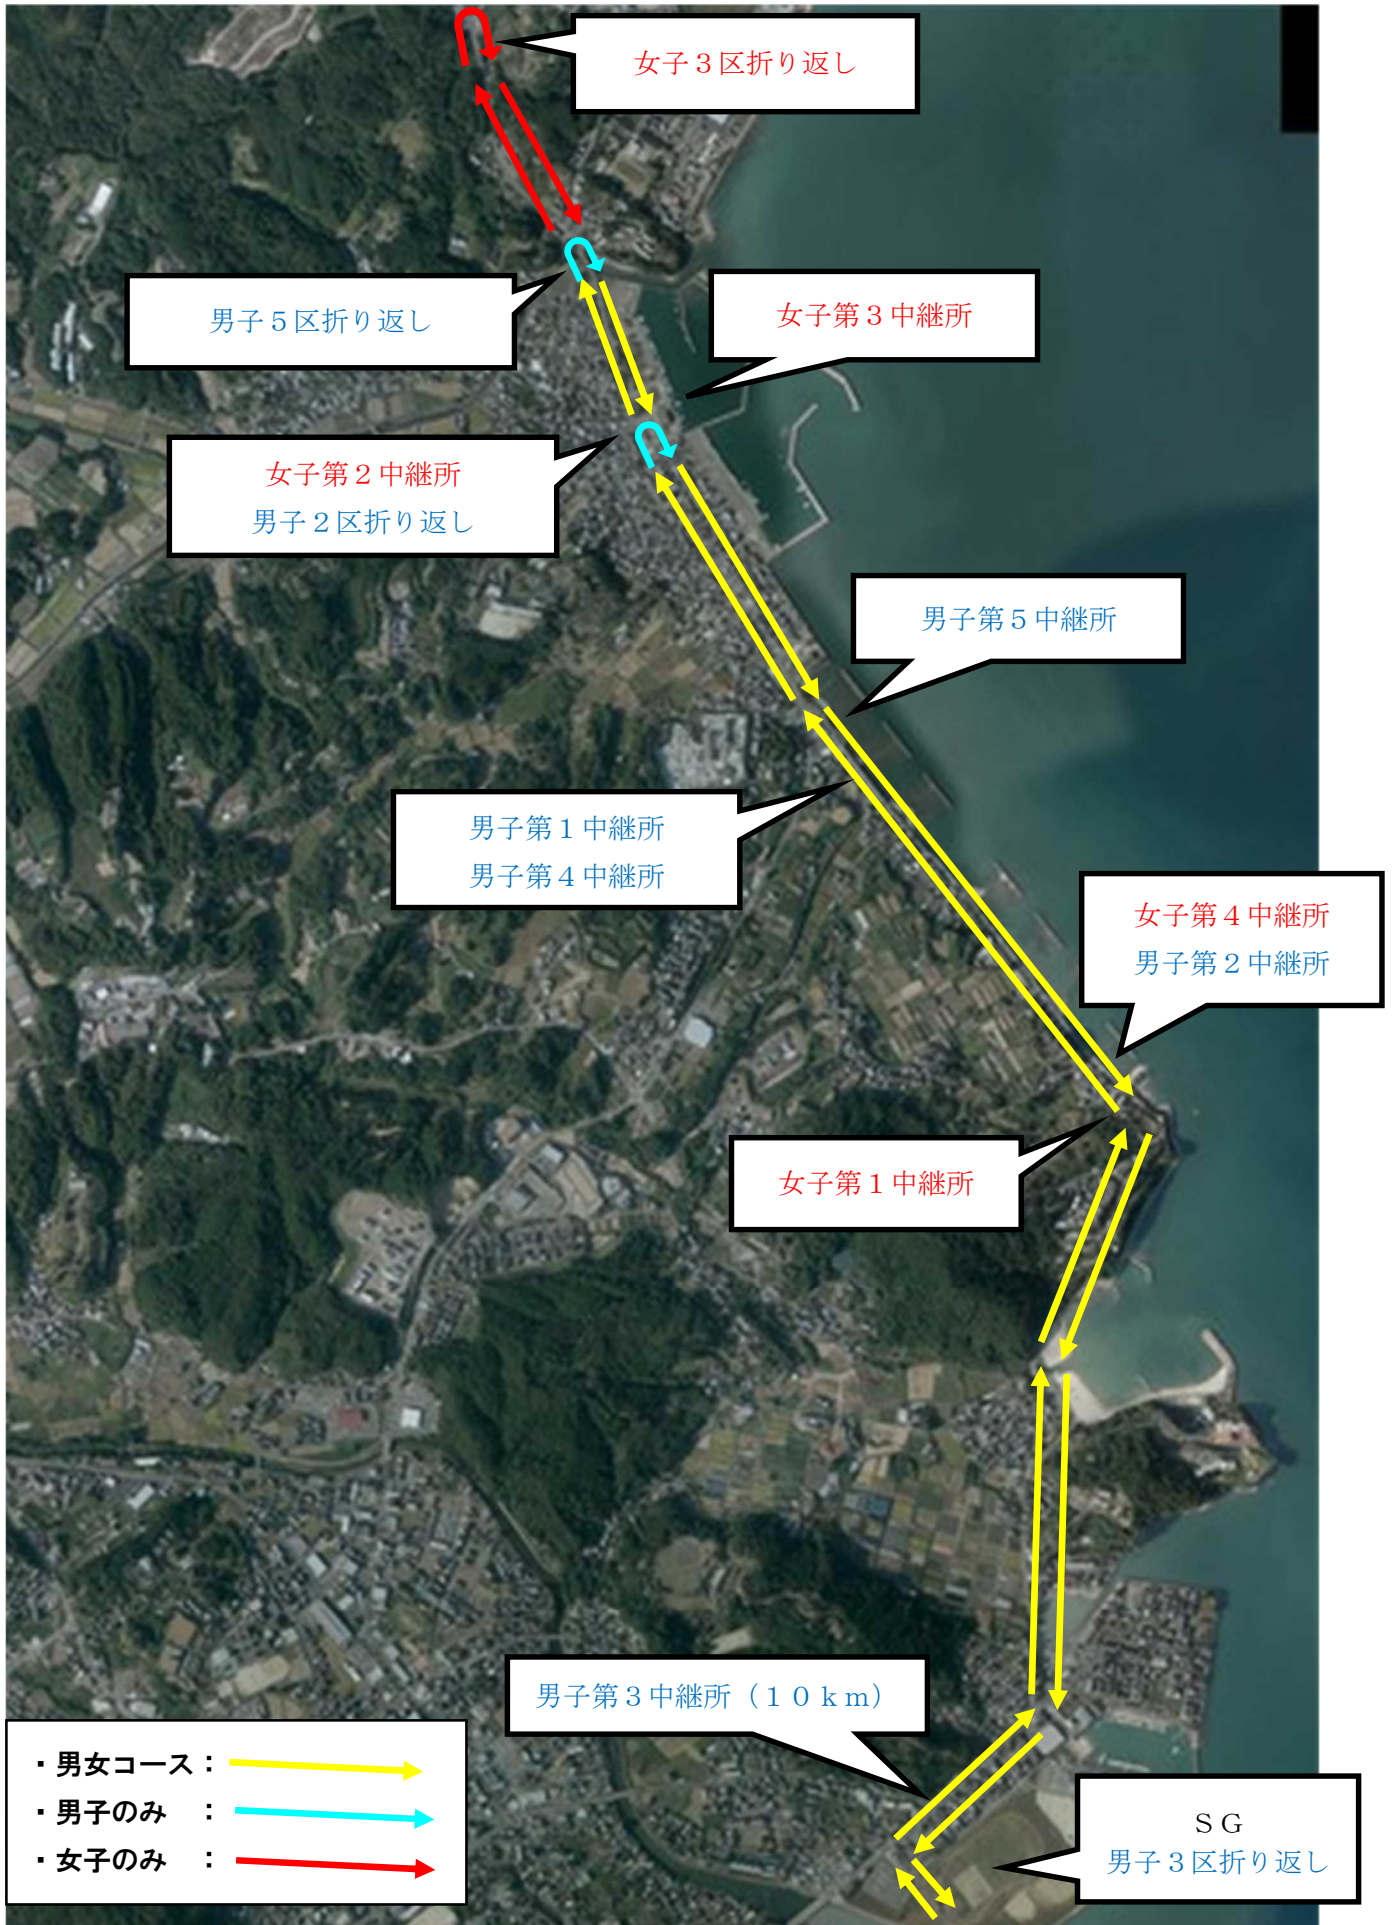 女子３区折り返し
男子５区折り返し
女子第３中継所
女子第２中継所
男子２区折り返し
男子第５中継所
男子第１中継所
男子第４中継所
女子第４中継所
男子第２中継所
女子第１中継所
男子第３中継所（１０ｋｍ）
・男女コース：
・男子のみ　：
・女子のみ　：
ＳＧ
男子３区折り返し